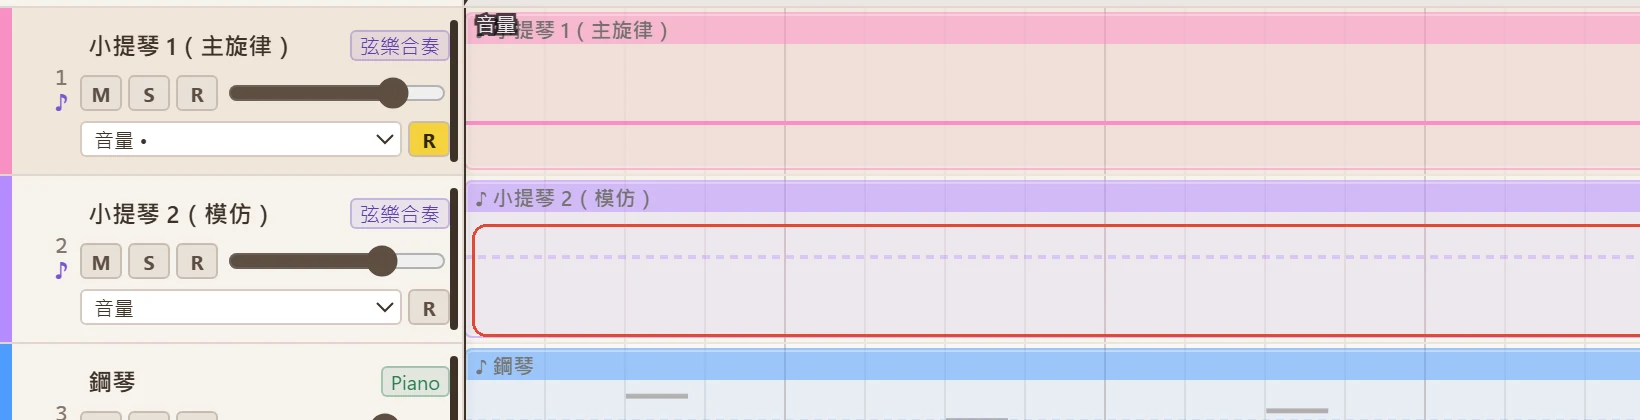 小提琴 1 ( 主旋律 )
弦樂合奏
1
M
S
R
音量 •
R
音量
小提琴 1 ( 主旋律 )
小提琴 2 ( 模仿 )
弦樂合奏
2
M
S
R
音量
R
♪ 小提琴 2 ( 模仿 )
鋼琴
Piano
3
♪ 鋼琴